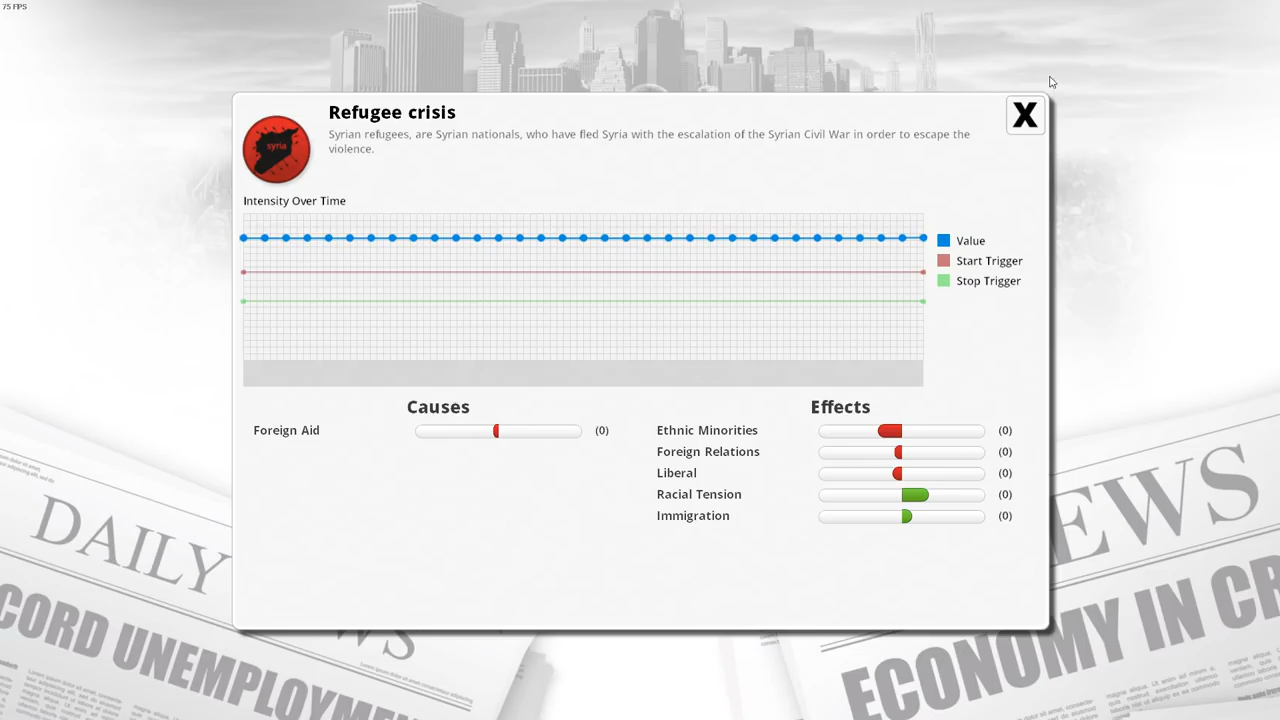 75 FPS
Refugee crisis
Syrian refugees, are Syrian nationals, who have fled Syria with the escalation of the Syrian Civil War in order to escape the
violence.
syria
Intensity Over Time
Value
Start Trigger
Stop Trigger
Causes
Effects
Foreign Aid (0)
Ethnic Minorities (0)
Foreign Relations (0)
Liberal (0)
Racial Tension (0)
Immigration (0)
DAILY
NEWS
CORD UNEMPLOYME
EWS
ECONOMY IN CR